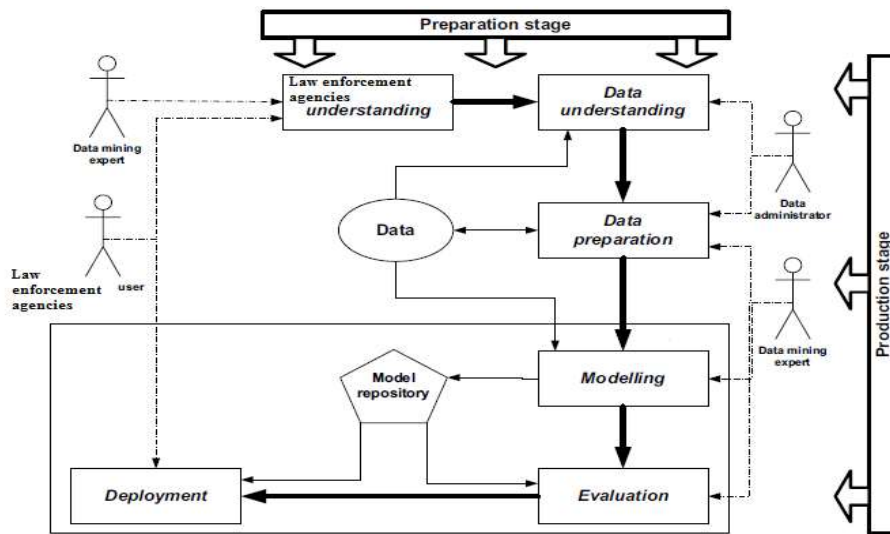 Preparation stage
Law enforcement
agencies
understanding
Data
understanding
Data mining
expert
Data
administrator
Data
Data
preparation
Law
enforcement
agencies
user
Production stage
Data mining
expert
Model
repository
Modelling
Deployment
Evaluation